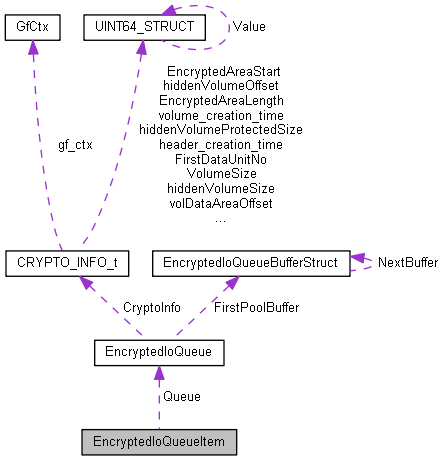 GfCtx
UINT64_STRUCT
Value
EncryptedAreaStart
hiddenVolumeOffset
EncryptedAreaLength
volume_creation_time
hiddenVolumeProtectedSize
header_creation_time
FirstDataUnitNo
VolumeSize
hiddenVolumeSize
volDataAreaOffset
...
gf_ctx
CRYPTO_INFO_t
EncryptedIoQueueBufferStruct
NextBuffer
CryptoInfo
FirstPoolBuffer
EncryptedIoQueue
Queue
EncryptedIoQueueItem